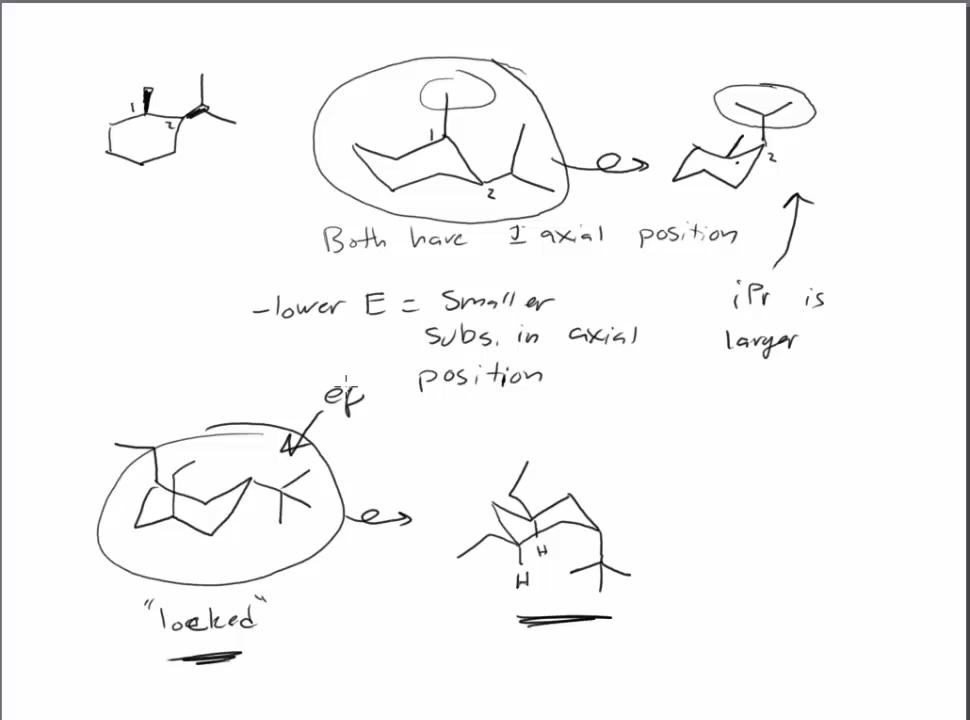 1
2
1
2
2
Both have 1 axial position
-lower E = Smaller
subs. in axial
position
iPr is
larger
eq
H
H
"locked"